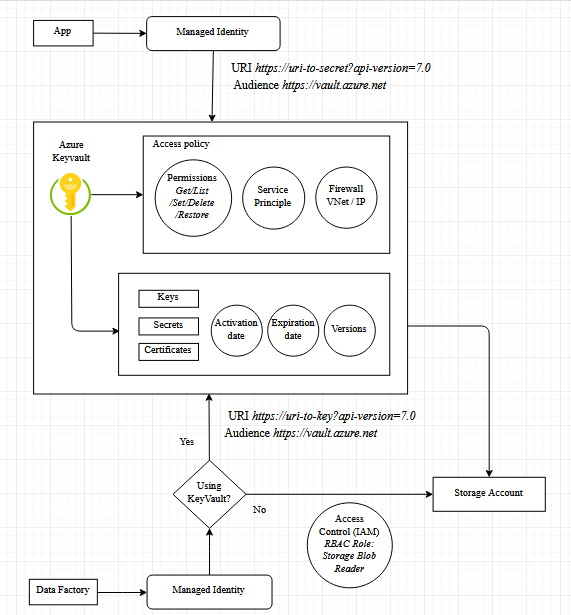 App
Managed Identity
URI https://uri-to-secret?api-version=7.0
Audience https://vault.azure.net
Azure
Keyvault
Access policy
Permissions
Get/List
/Set/Delete
/Restore
Service
Principle
Firewall
VNet / IP
Keys
Secrets
Certificates
Activation
date
Expiration
date
Versions
URI https://uri-to-key?api-version=7.0
Audience https://vault.azure.net
Yes
Using
KeyVault?
No
Storage Account
Access
Control (IAM)
RBAC Role:
Storage Blob
Reader
Data Factory
Managed Identity